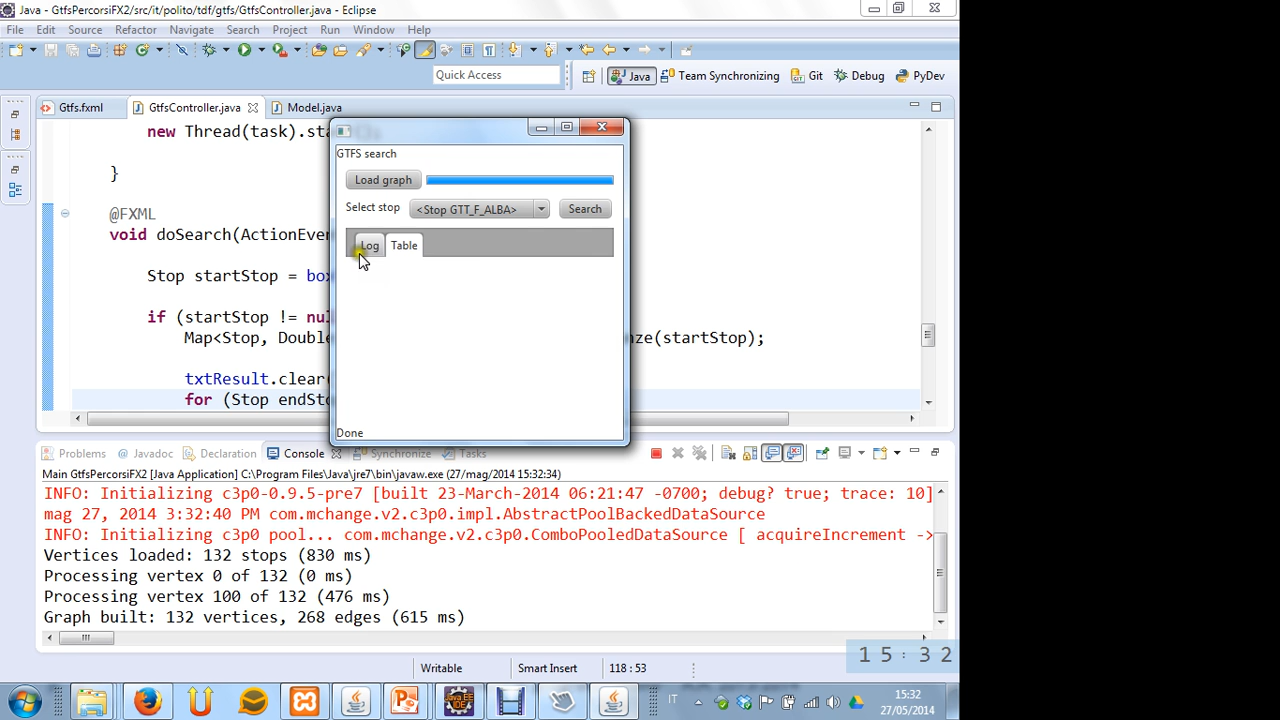 Java - GtfsPercorsiFX2/src/it/polito/tdf/gtfs/GtfsController.java - Eclipse
File Edit Source Refactor Navigate Search Project Run Window Help
Quick Access
Java Team Synchronizing Git Debug PyDev
Gtfs.fxml GtfsController.java Model.java
new Thread(task).st
}
@FXML
void doSearch(ActionEve
Stop startStop = box
if (startStop != nul
Map<Stop, Double nze(startStop);
txtResult.clear(
for (Stop endSto
GTFS search
Load graph
Select stop <Stop GTT_F_ALBA> Search
Log Table
Done
Problems Javadoc Declaration Console Synchronize Tasks
Main GtfsPercorsiFX2 [Java Application] C:\Program Files\Java\jre7\bin\javaw.exe (27/mag/2014 15:32:34)
INFO: Initializing c3p0-0.9.5-pre7 [built 23-March-2014 06:21:47 -0700; debug? true; trace: 10]
mag 27, 2014 3:32:40 PM com.mchange.v2.c3p0.impl.AbstractPoolBackedDataSource
INFO: Initializing c3p0 pool... com.mchange.v2.c3p0.ComboPooledDataSource [ acquireIncrement ->
Vertices loaded: 132 stops (830 ms)
Processing vertex 0 of 132 (0 ms)
Processing vertex 100 of 132 (476 ms)
Graph built: 132 vertices, 268 edges (615 ms)
15:32
Writable Smart Insert 118 : 53
IT 15:32
27/05/2014